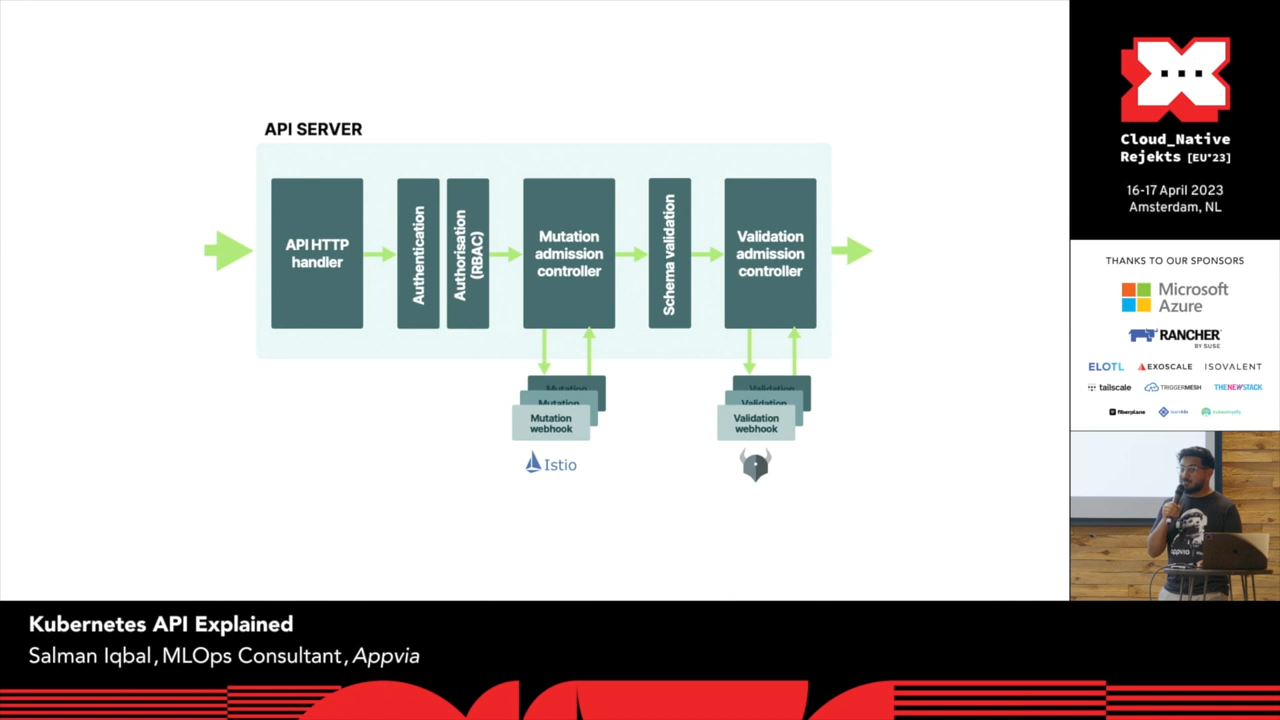 API SERVER
API HTTP
handler
Authentication
Authorisation
(RBAC)
Mutation
admission
controller
Schema validation
Validation
admission
controller
Mutation
Mutation
Mutation
webhook
Istio
Validation
Validation
Validation
webhook
Cloud_Native
Rejekts [EU*23]
16-17 April 2023
Amsterdam, NL
THANKS TO OUR SPONSORS
Microsoft
Azure
RANCHER
BY SUSE
ELOTL
EXOSCALE
ISOVALENT
tailscale
TRIGGERMESH
THENEWSTACK
fiberplane
kubeshopify
appvia
Kubernetes API Explained
Salman Iqbal, MLOps Consultant, Appvia